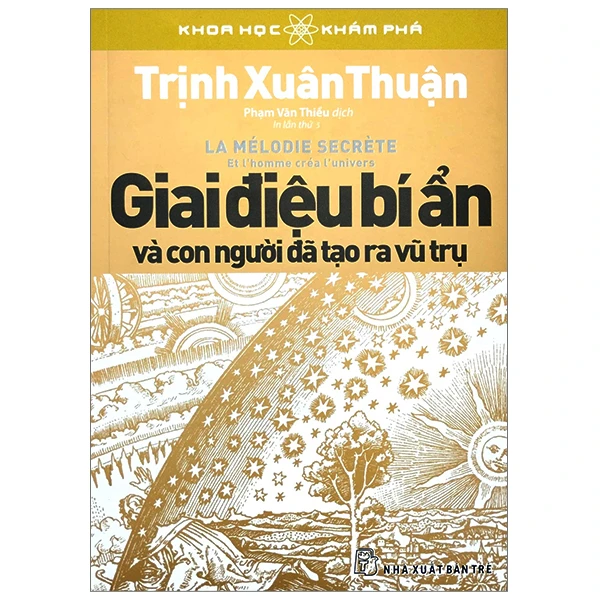 KHOA HỌC KHÁM PHÁ
Trịnh Xuân Thuận
Phạm Văn Thiều dịch
In lần thứ 3
LA MÉLODIE SECRÈTE
Et l'homme créa l'univers
Giai điệu bí ẩn
và con người đã tạo ra vũ trụ
NHÀ XUẤT BẢN TRẺ